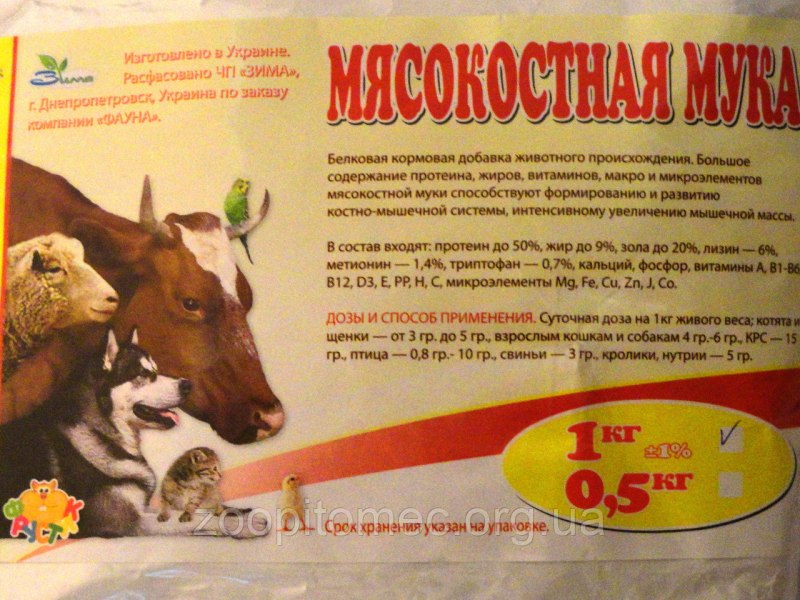 Зима
Изготовлено в Украине.
Расфасовано ЧП «ЗИМА»,
г. Днепропетровск, Украина по заказу
компании «ФАУНА».
МЯСОКОСТНАЯ МУКА
Белковая кормовая добавка животного происхождения. Большое
содержание протеина, жиров, витаминов, макро и микроэлементов
мясокостной муки способствуют формированию и развитию
костно-мышечной системы, интенсивному увеличению мышечной массы.
В состав входят: протеин до 50%, жир до 9%, зола до 20%, лизин — 6%,
метионин — 1,4%, триптофан — 0,7%, кальций, фосфор, витамины А, В1-В6
В12, D3, Е, РР, Н, С, микроэлементы Mg, Fe, Cu, Zn, J, Co.
ДОЗЫ И СПОСОБ ПРИМЕНЕНИЯ. Суточная доза на 1кг живого веса; котята и
щенки — от 3 гр. до 5 гр., взрослым кошкам и собакам 4 гр.-6 гр., КРС — 15
гр., птица — 0,8 гр.- 10 гр., свиньи — 3 гр., кролики, нутрии — 5 гр.
1кг ±1%
0,5кг
ФРУСТИК
zoopitomec.org.ua
Срок хранения указан на упаковке.